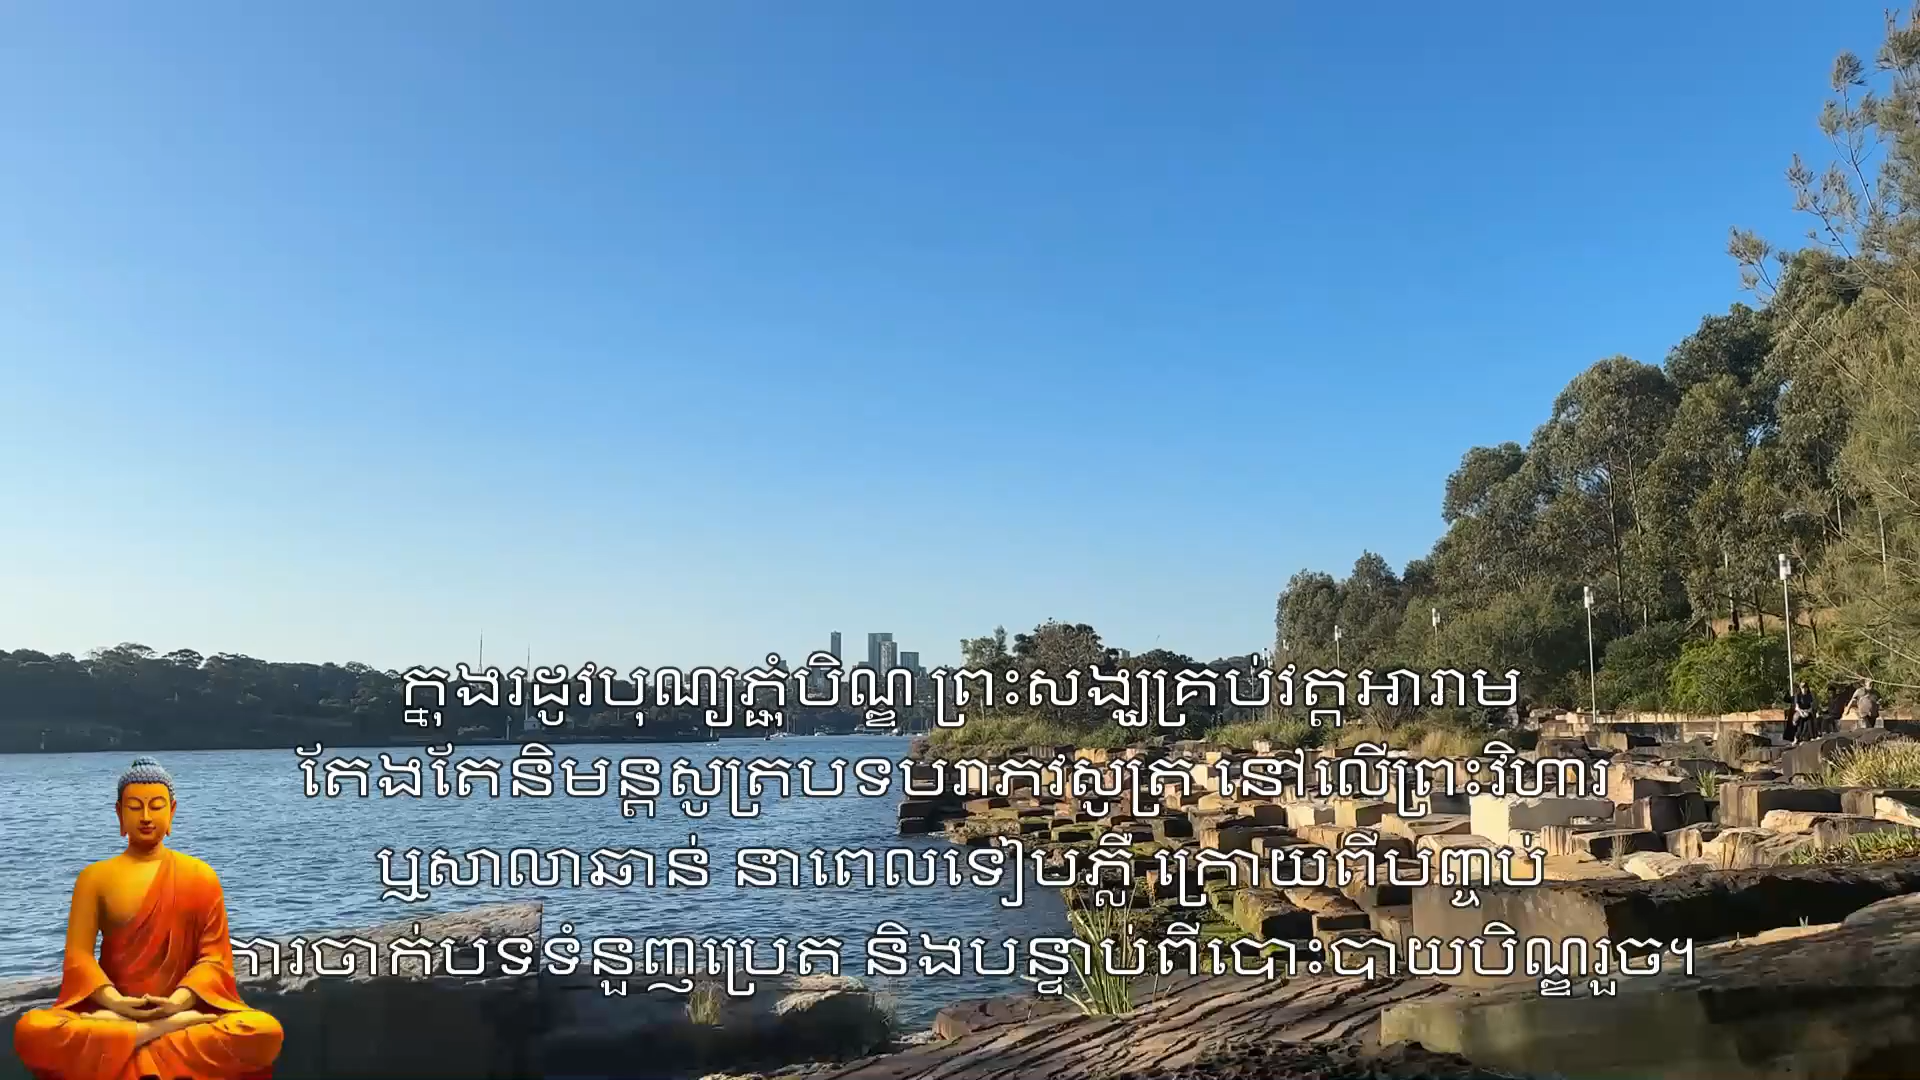 ក្នុងរដូវបុណ្យភ្ជុំបិណ្ឌ ព្រះសង្ឃគ្រប់វត្តអារាម
តែងតែនិមន្តសូត្របទបរាភវសូត្រ នៅលើព្រះវិហារ
ឬសាលាឆាន់ នាពេលទៀបភ្លឺ ក្រោយពីបញ្ចប់
ការចាក់បទទំនួញប្រេត និងបន្ទាប់ពីបោះបាយបិណ្ឌរួច។